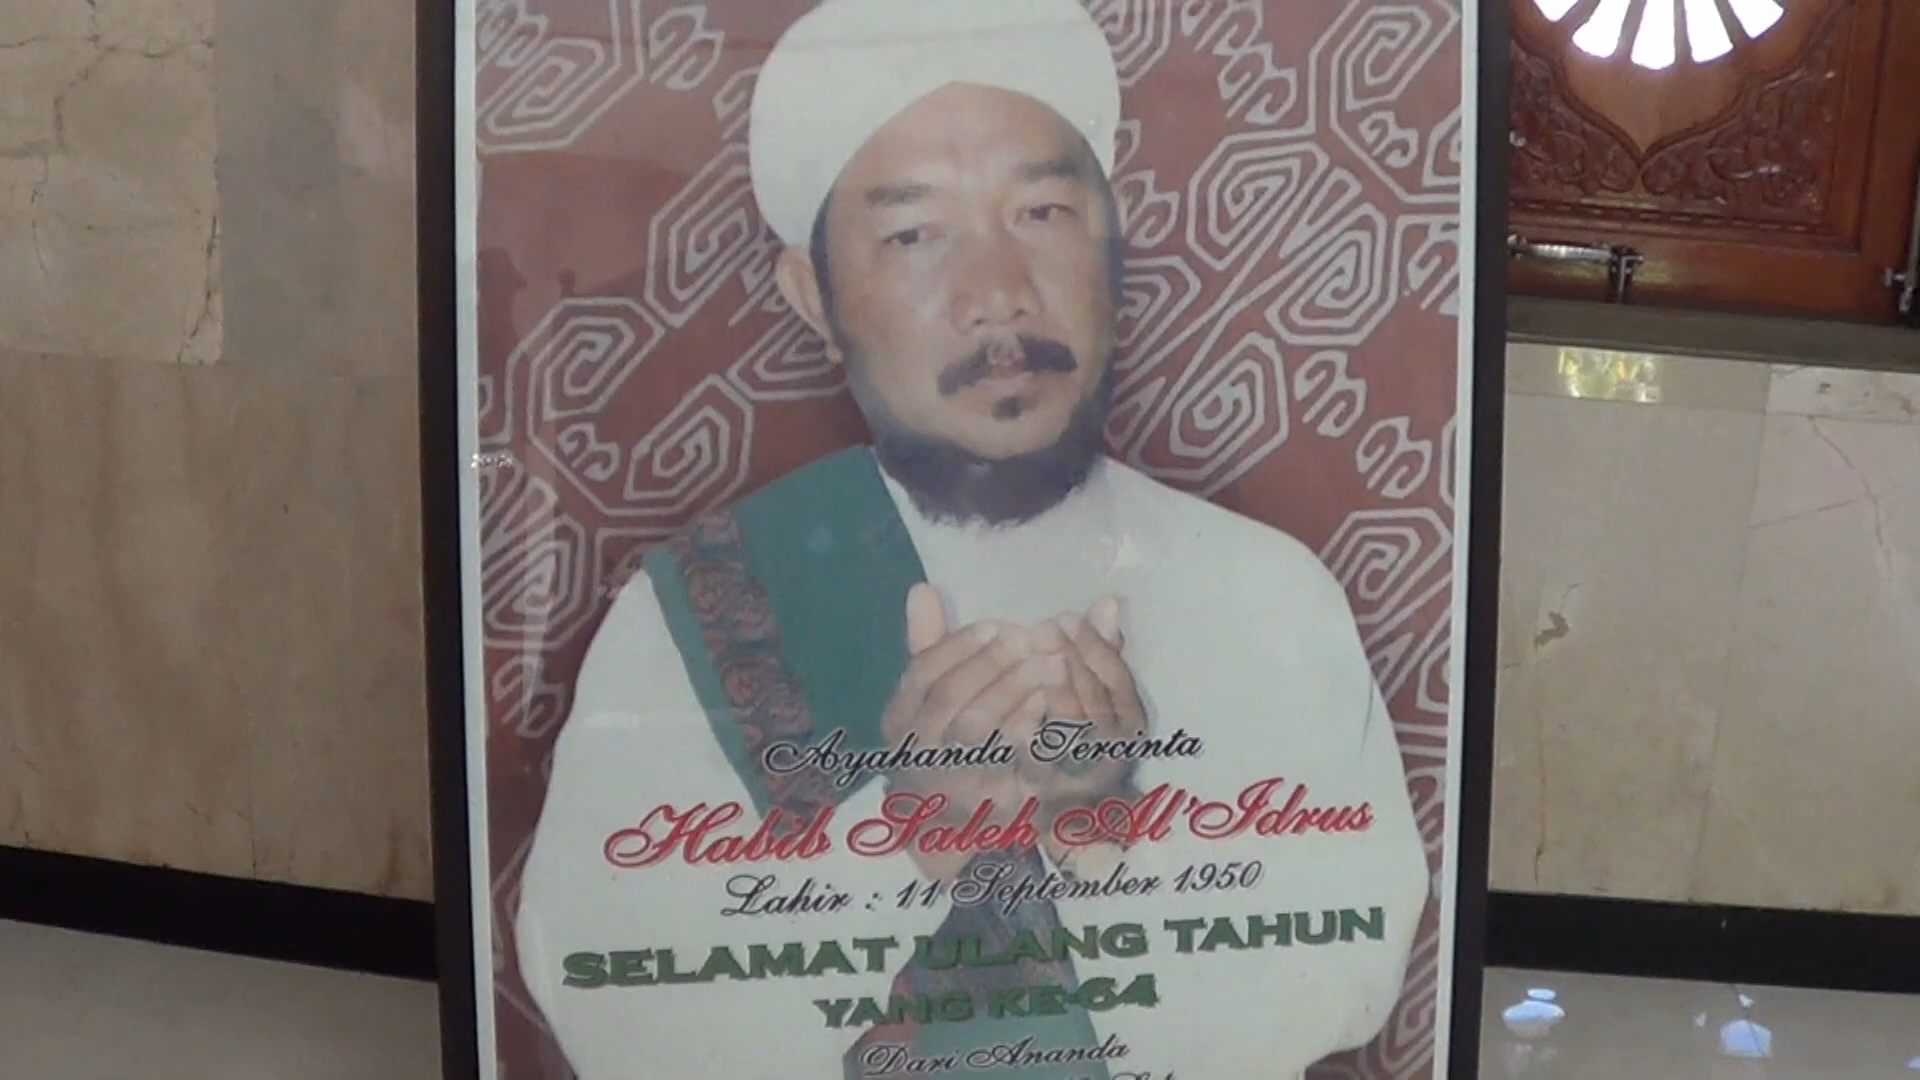 Ayahanda Tercinta
Habib Saleh Al'Idrus
Lahir : 11 September 1950
SELAMAT ULANG TAHUN
YANG KE-64
Dari Ananda